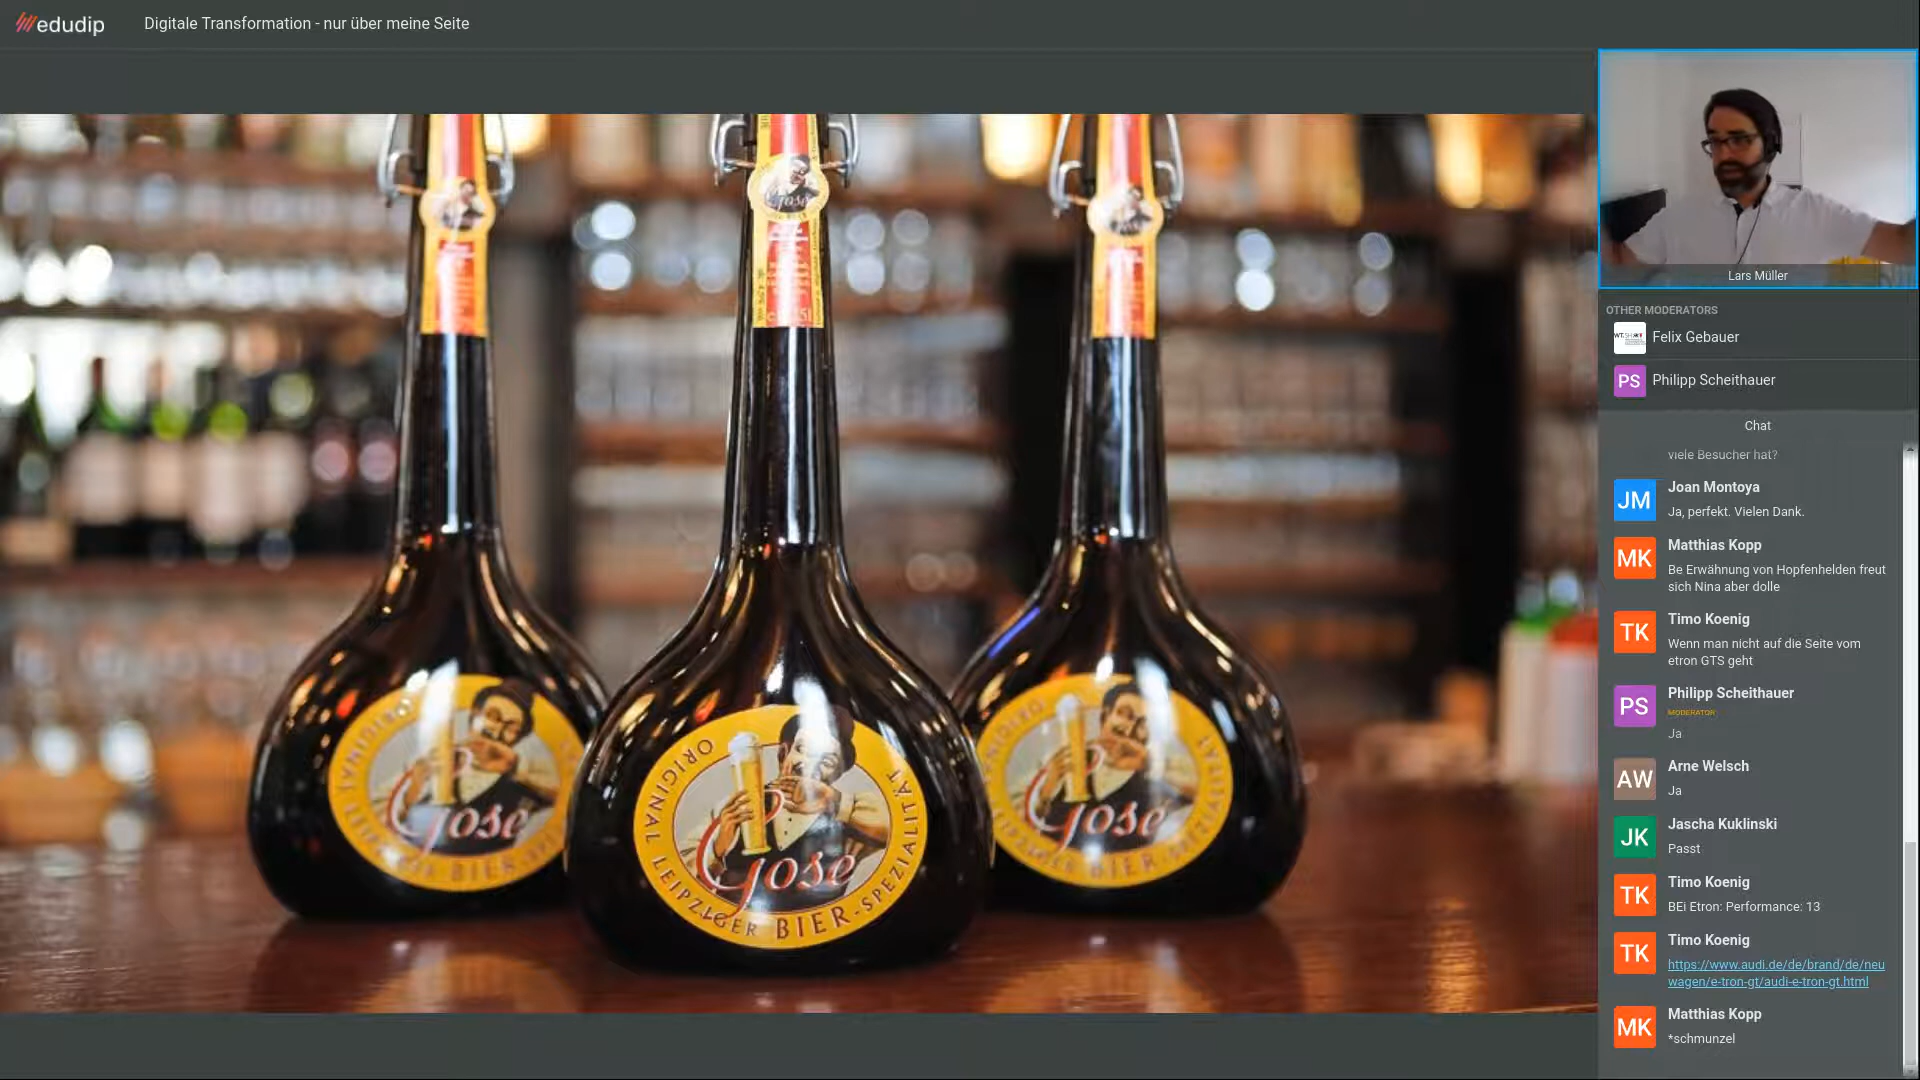 edudip
Digitale Transformation - nur über meine Seite
Gose
Gose
ORIGINAL LEIPZIGER BIER-SPEZIALITÄT
Gose
Gose
Lars Müller
OTHER MODERATORS
Felix Gebauer
PS
Philipp Scheithauer
Chat
viele Besucher hat?
JM
Joan Montoya
Ja, perfekt. Vielen Dank.
MK
Matthias Kopp
Be Erwähnung von Hopfenhelden freut
sich Nina aber dolle
TK
Timo Koenig
Wenn man nicht auf die Seite vom
etron GTS geht
PS
Philipp Scheithauer
MODERATOR
Ja
AW
Arne Welsch
Ja
JK
Jascha Kuklinski
Passt
TK
Timo Koenig
BEi Etron: Performance: 13
TK
Timo Koenig
https://www.audi.de/de/brand/de/neu
wagen/e-tron-gt/audi-e-tron-gt.html
MK
Matthias Kopp
*schmunzel